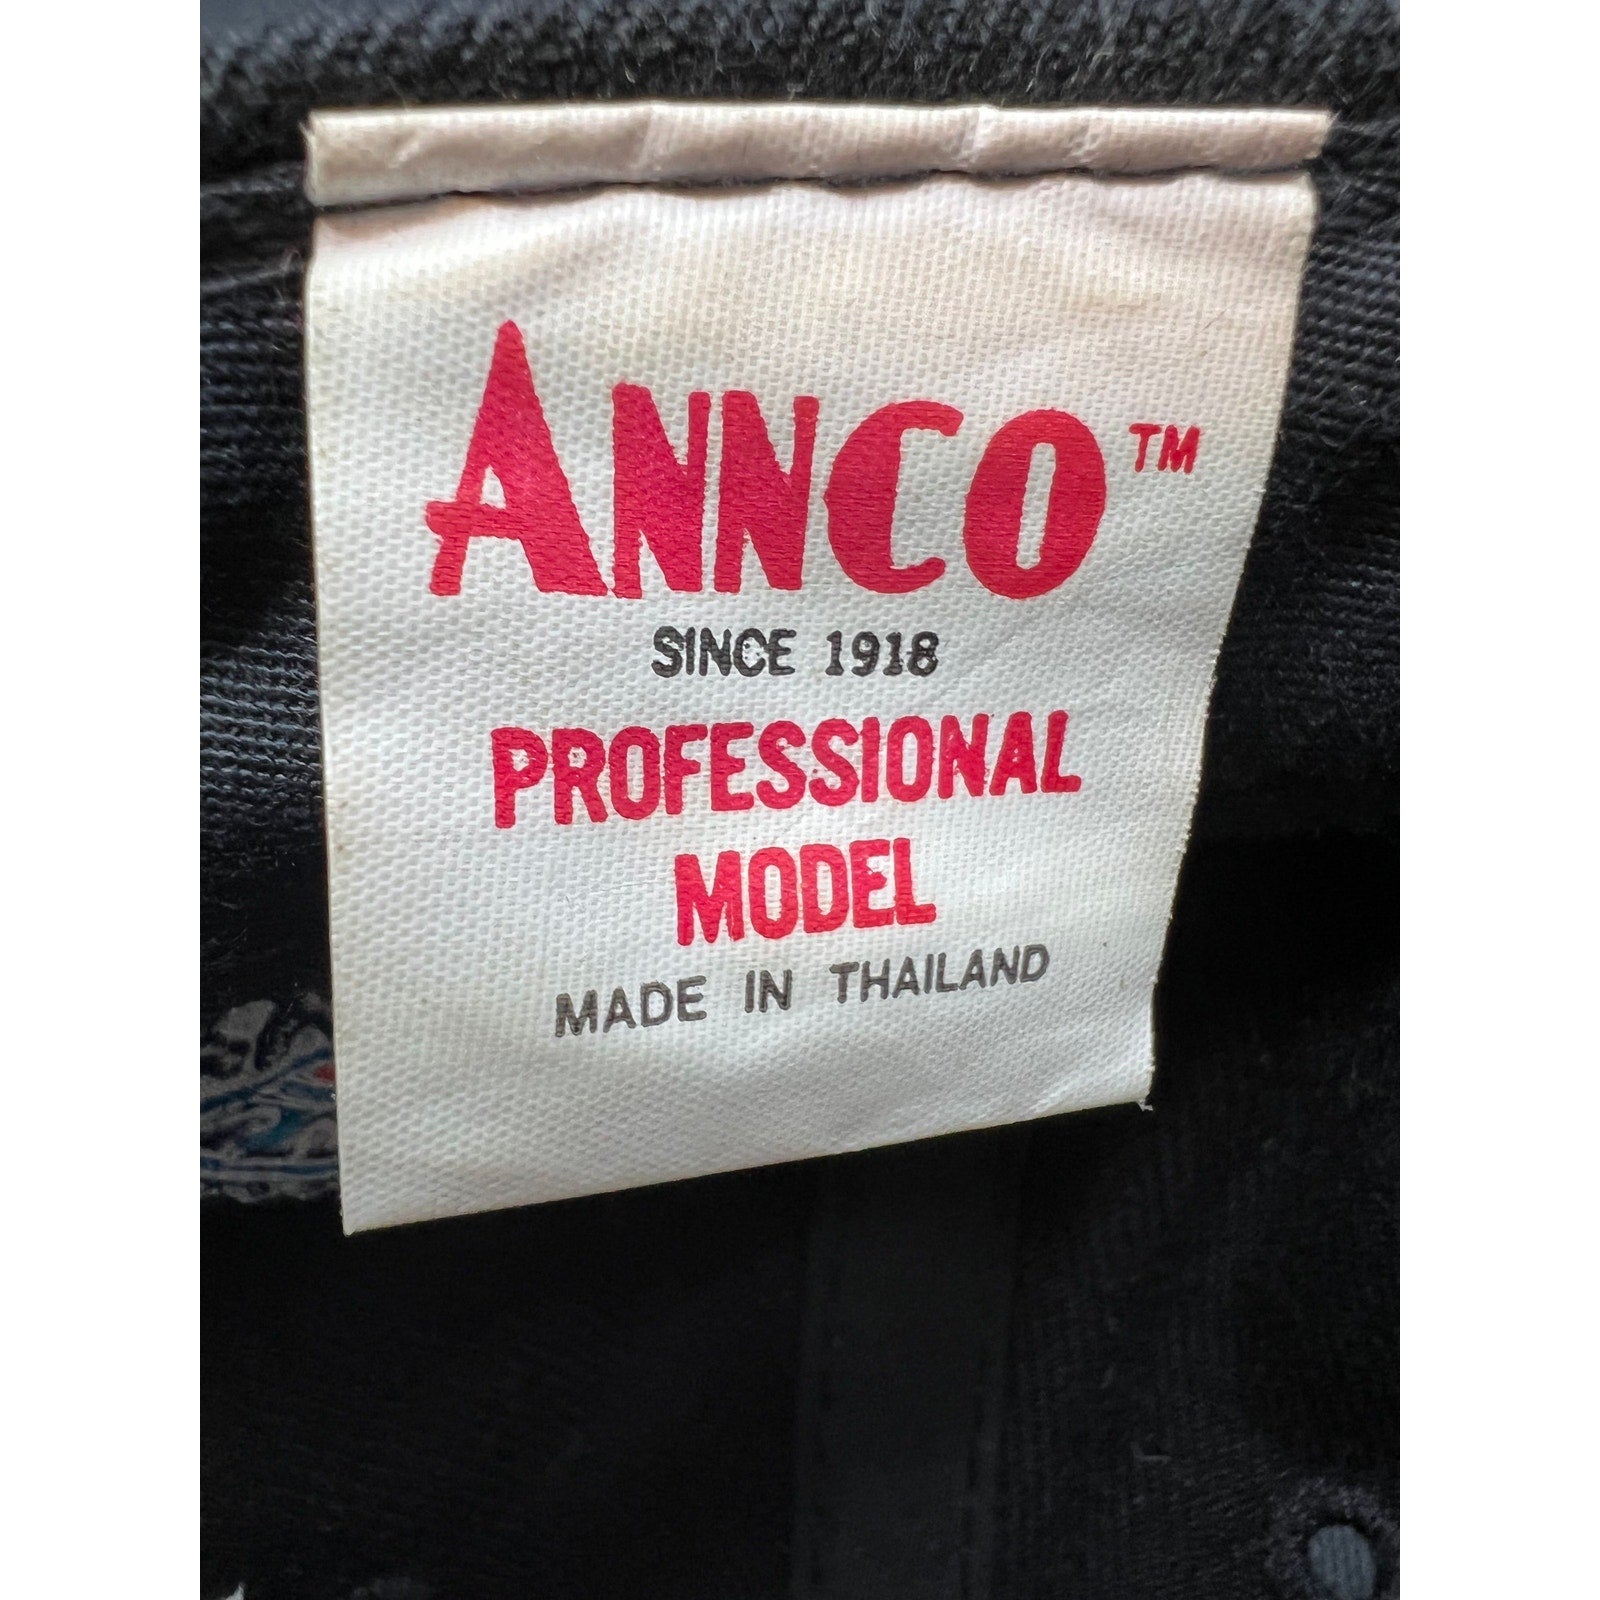 ANNCO™
SINCE 1918
PROFESSIONAL
MODEL
MADE IN THAILAND